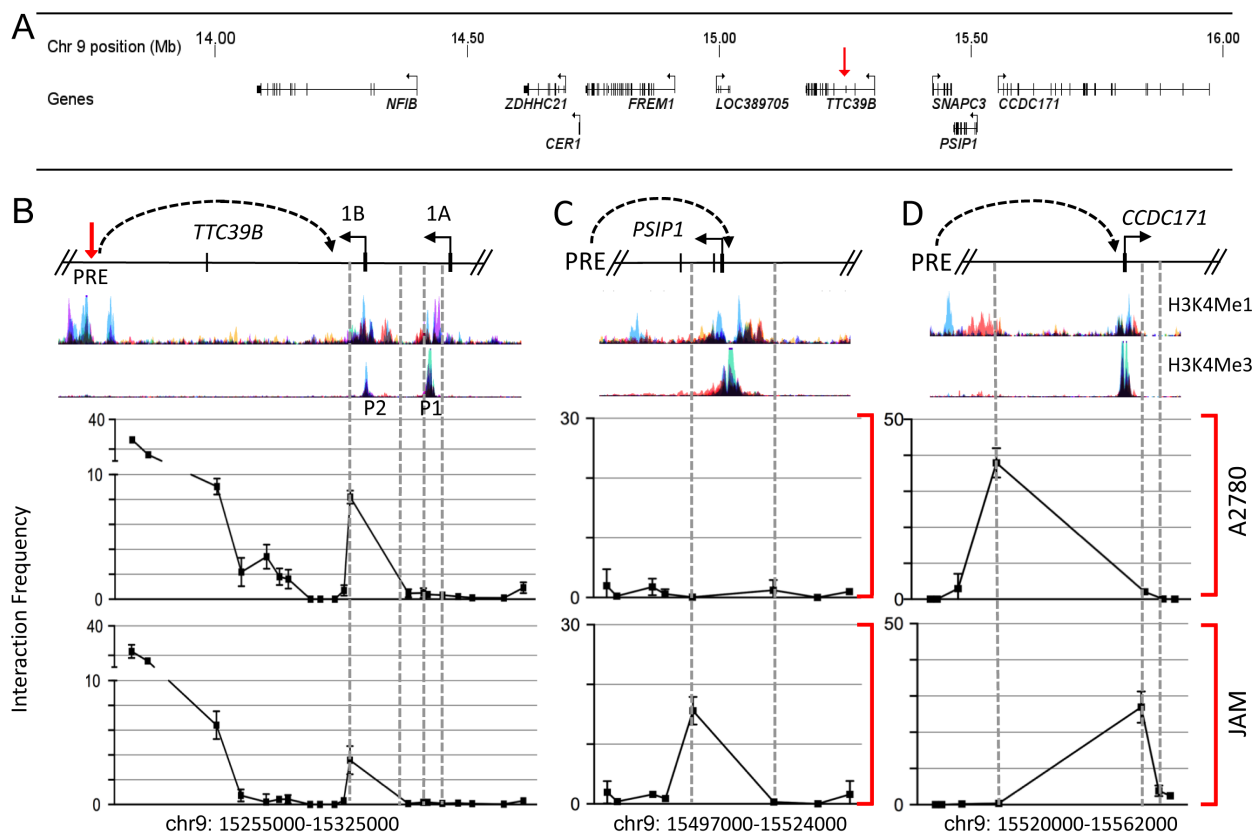 A
Chr 9 position (Mb)
14.00
14.50
15.00
15.50
16.00
Genes
NFIB
ZDHHC21
FREM1
LOC389705
TTC39B
SNAPC3
CCDC171
CER1
PSIP1
B
TTC39B
1B
1A
PRE
P2
P1
C
PSIP1
PRE
D
CCDC171
PRE
H3K4Me1
H3K4Me3
Interaction Frequency
40
10
0
30
0
50
0
A2780
40
10
0
30
0
50
0
JAM
chr9: 15255000-15325000
chr9: 15497000-15524000
chr9: 15520000-15562000